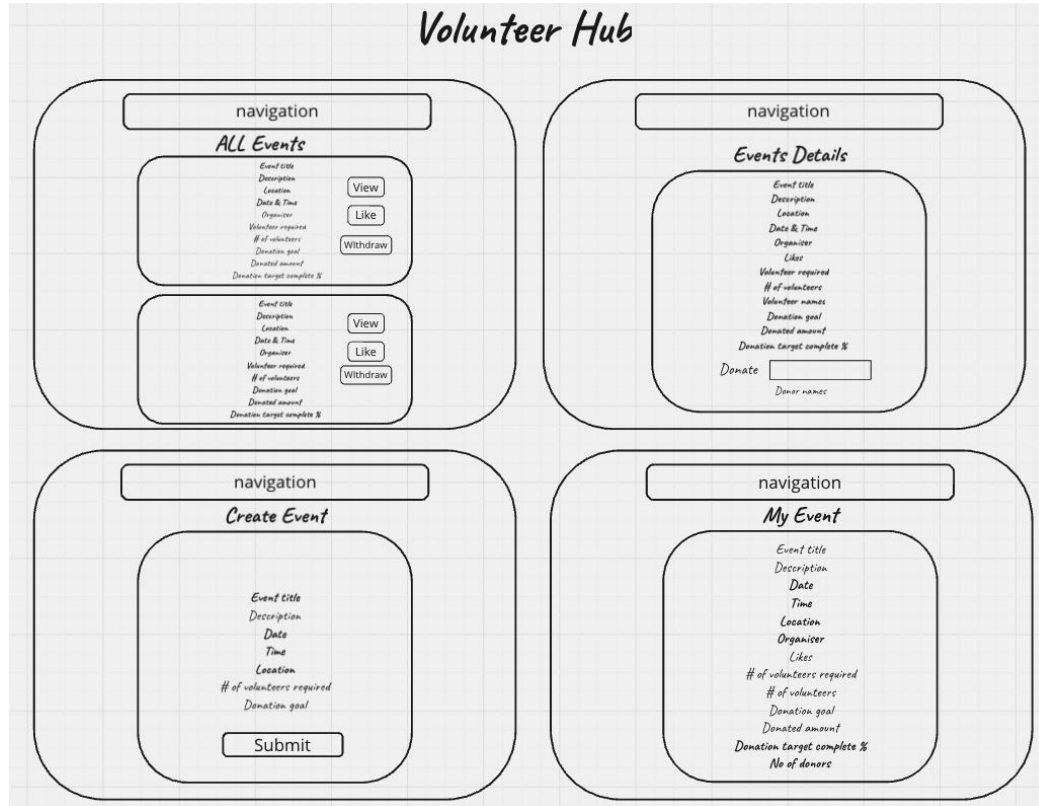 Volunteer Hub
navigation
ALL Events
Event title
Description
Location
Date & Time
Organiser
Volunteer required
# of volunteers
Donation goal
Donated amount
Donation target complete %
View
Like
Withdraw
Event title
Description
Location
Date & Time
Organiser
Volunteer required
# of volunteers
Donation goal
Donated amount
Donation target complete %
View
Like
Withdraw
navigation
Events Details
Event title
Description
Location
Date & Time
Organiser
Likes
Volunteer required
# of volunteers
Volunteer names
Donation goal
Donated amount
Donation target complete %
Donate
Donor names
navigation
Create Event
Event title
Description
Date
Time
Location
# of volunteers required
Donation goal
Submit
navigation
My Event
Event title
Description
Date
Time
Location
Organiser
Likes
# of volunteers required
# of volunteers
Donation goal
Donated amount
Donation target complete %
No of donors